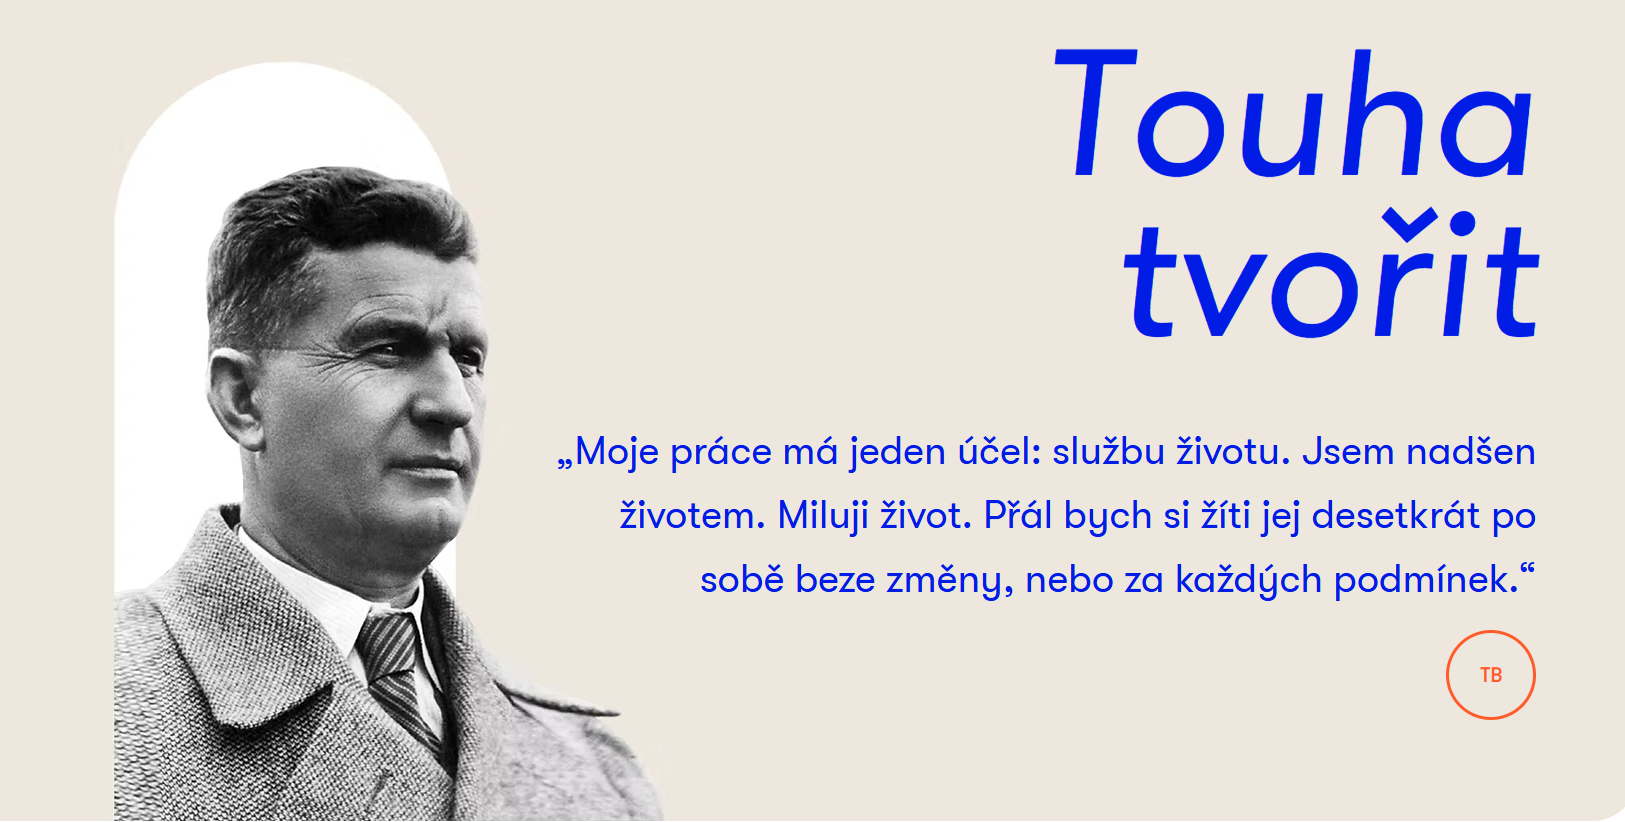 Touha
tvořit
„Moje práce má jeden účel: službu životu. Jsem nadšen
životem. Miluji život. Přál bych si žíti jej desetkrát po
sobě beze změny, nebo za každých podmínek.“
TB